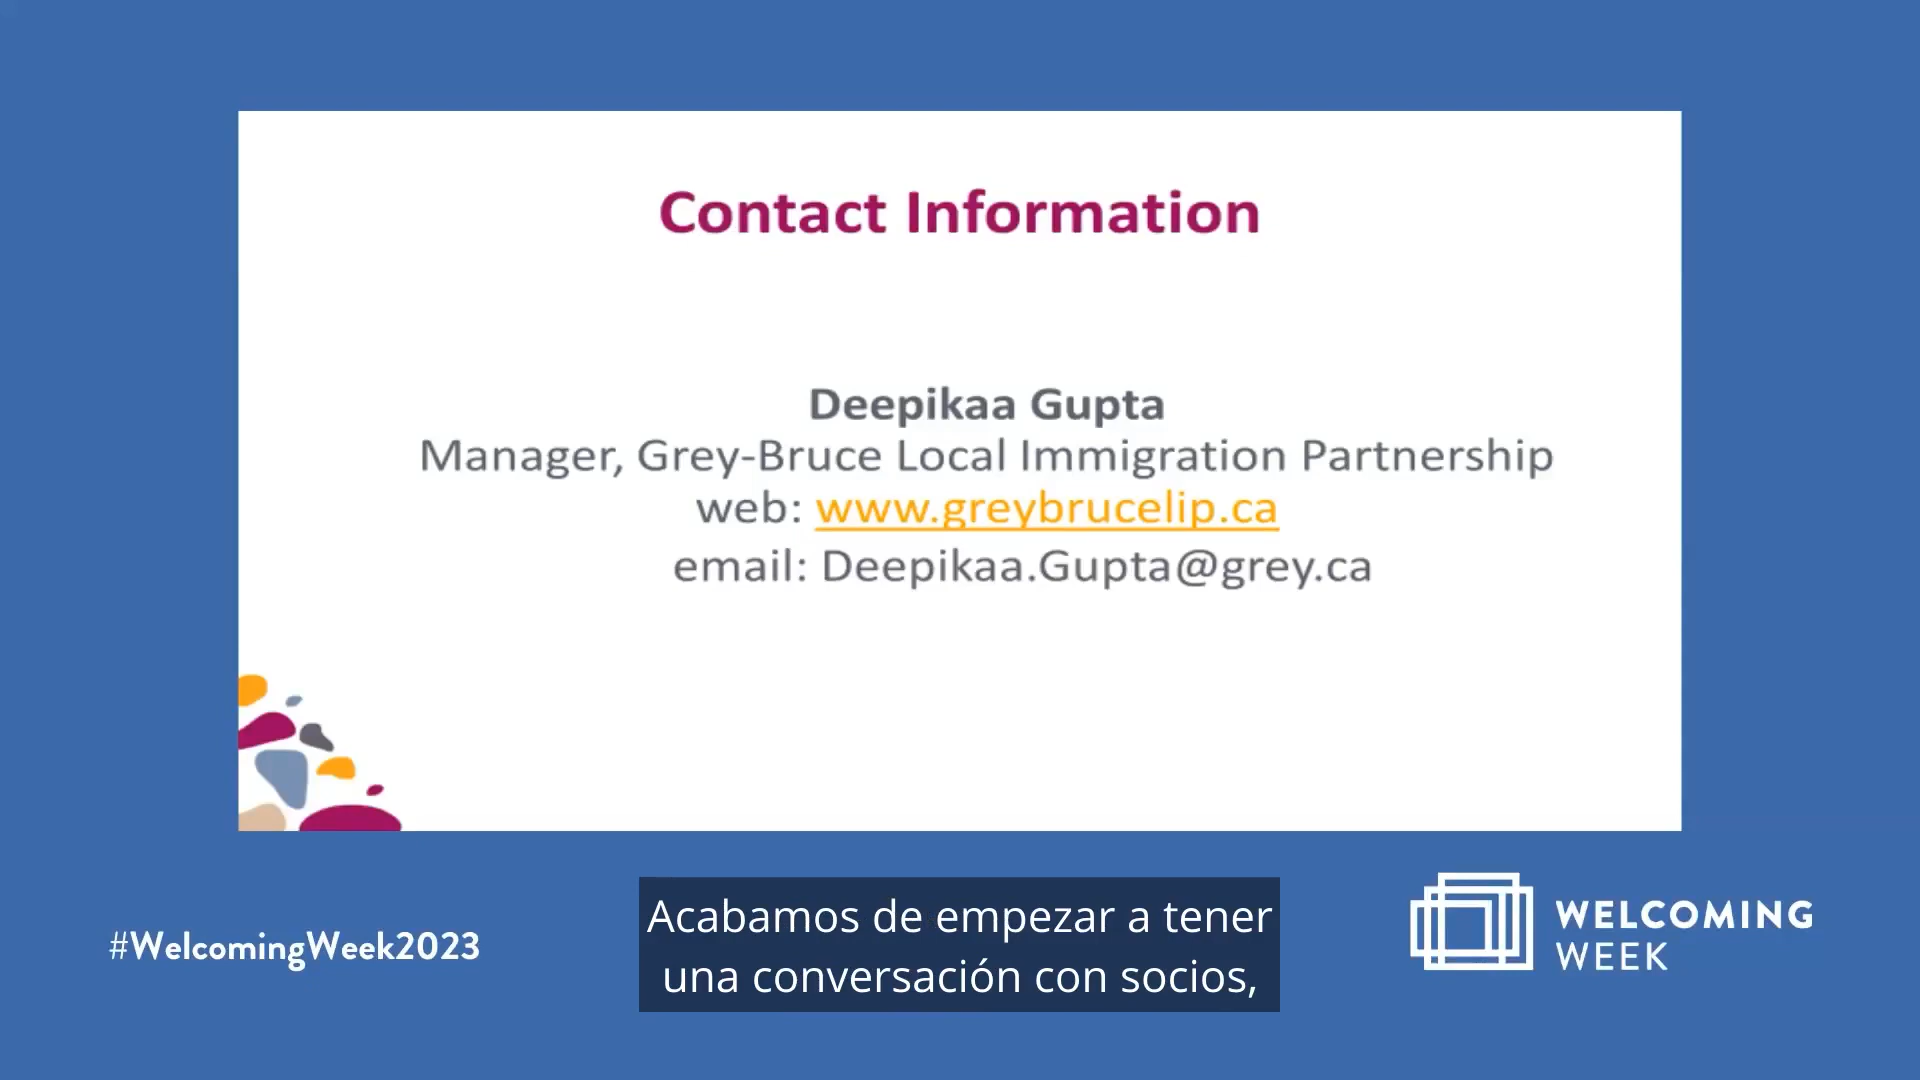 Contact Information
Deepikaa Gupta
Manager, Grey-Bruce Local Immigration Partnership
web: www.greybrucelip.ca
email: Deepikaa.Gupta@grey.ca
Acabamos de empezar a tener
una conversación con socios,
#WelcomingWeek2023
WELCOMING
WEEK